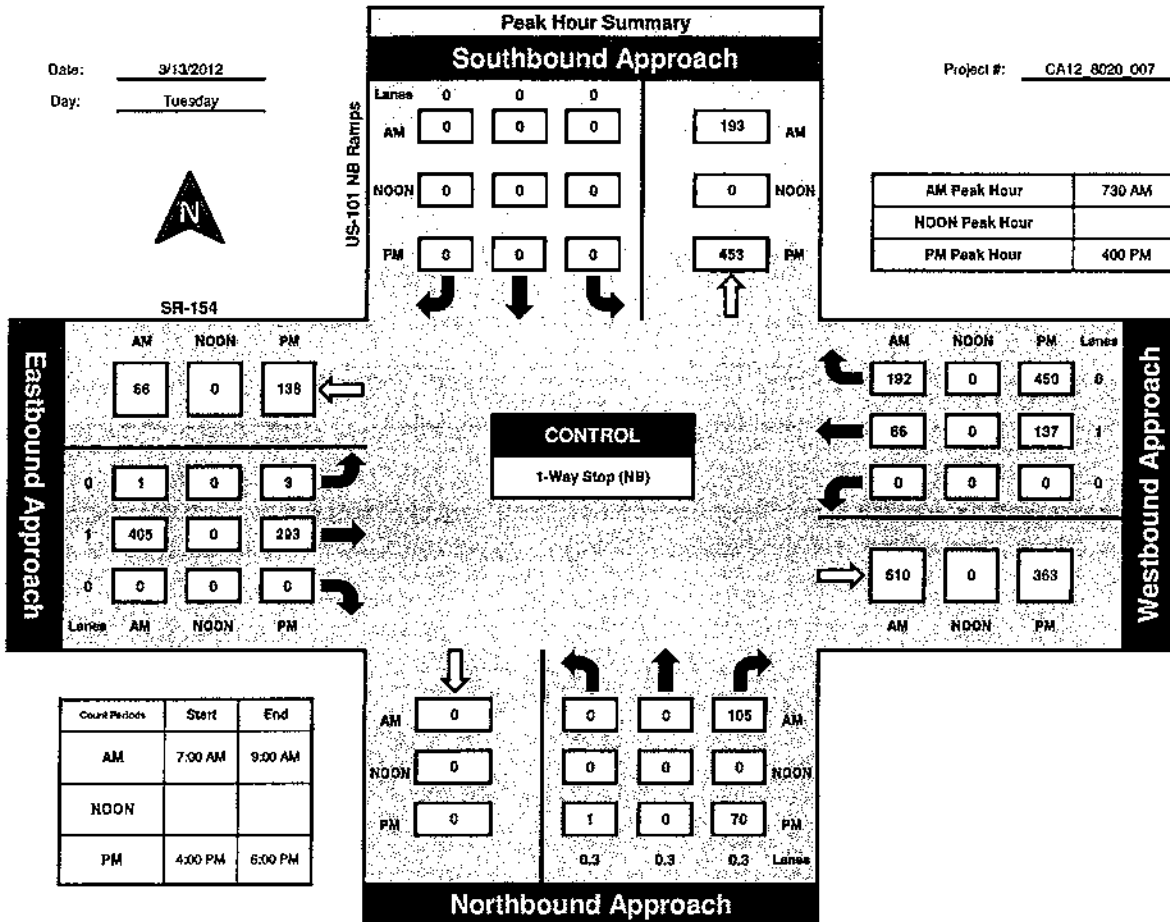 Peak Hour Summary
Southbound Approach
Date: 3/13/2012
Day: Tuesday
Project #: CA12_8020_007
US-101 NB Ramps
Lanes 0 0 0
AM 0 0 0 193 AM
NOON 0 0 0 0 NOON
PM 0 0 0 453 PM
AM Peak Hour 730 AM
NOON Peak Hour
PM Peak Hour 400 PM
N
SR-154
Eastbound Approach
AM NOON PM
66 0 138
0 1 0 3
1 405 0 293
0 0 0 0
Lanes AM NOON PM
CONTROL
1-Way Stop (NB)
Westbound Approach
AM NOON PM Lanes
192 0 450 0
66 0 137 1
0 0 0 0
510 0 363
AM NOON PM
Count Periods Start End
AM 7:00 AM 9:00 AM
NOON
PM 4:00 PM 6:00 PM
AM 0 0 0 105 AM
NOON 0 0 0 0 NOON
PM 0 1 0 70 PM
0.3 0.3 0.3 Lanes
Northbound Approach